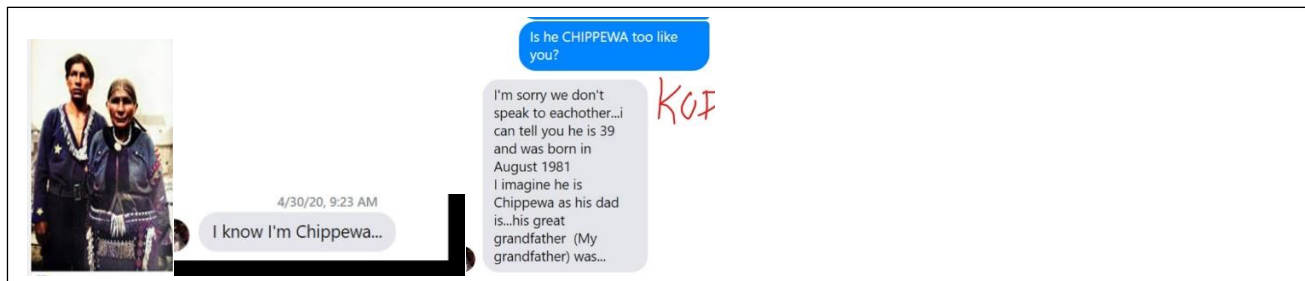 Is he CHIPPEWA too like
you?
I'm sorry we don't
speak to eachother...i
can tell you he is 39
and was born in
August 1981
I imagine he is
Chippewa as his dad
is...his great
grandfather (My
grandfather) was...
4/30/20, 9:23 AM
I know I'm Chippewa...